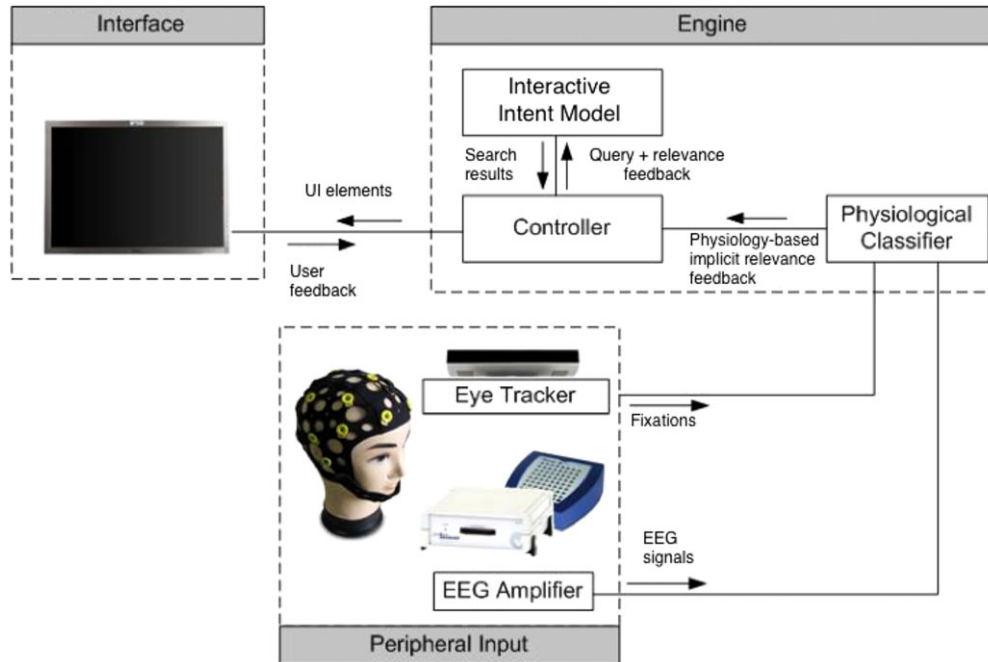 Interface
Engine
Interactive
Intent Model
Search
results
Query + relevance
feedback
UI elements
Controller
Physiological
Classifier
User
feedback
Physiology-based
implicit relevance
feedback
Eye Tracker
Fixations
EEG
signals
EEG Amplifier
Peripheral Input